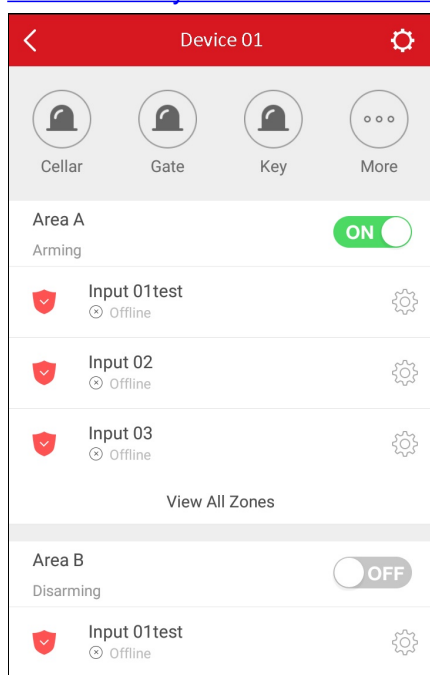 Device 01
Cellar Gate Key More
Area A
ON
Arming
Input 01test
Offline
Input 02
Offline
Input 03
Offline
View All Zones
Area B
OFF
Disarming
Input 01test
Offline